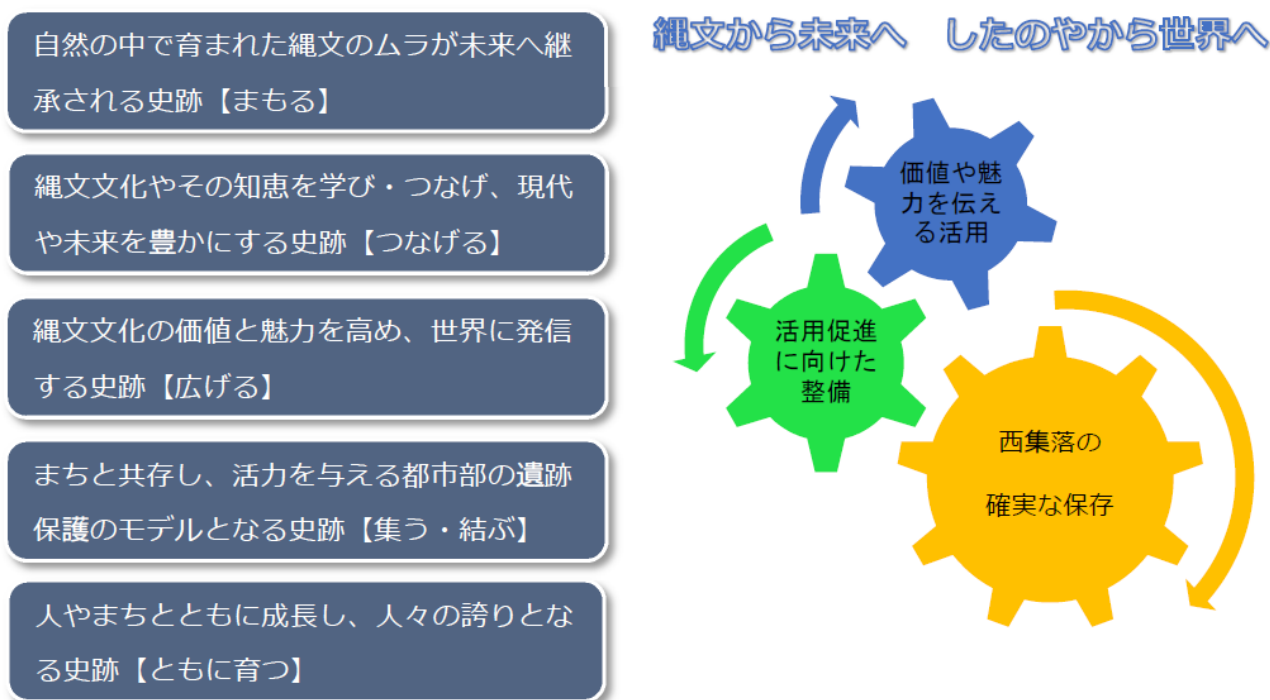 自然の中で育まれた縄文のムラが未来へ継
承される史跡【まもる】
縄文文化やその知恵を学び・つなげ、現代
や未来を豊かにする史跡【つなげる】
縄文文化の価値と魅力を高め、世界に発信
する史跡【広げる】
まちと共存し、活力を与える都市部の遺跡
保護のモデルとなる史跡【集う・結ぶ】
人やまちとともに成長し、人々の誇りとな
る史跡【ともに育つ】
縄文から未来へ　したのやから世界へ
価値や魅
力を伝え
る活用
活用促進
に向けた
整備
西集落の
確実な保存